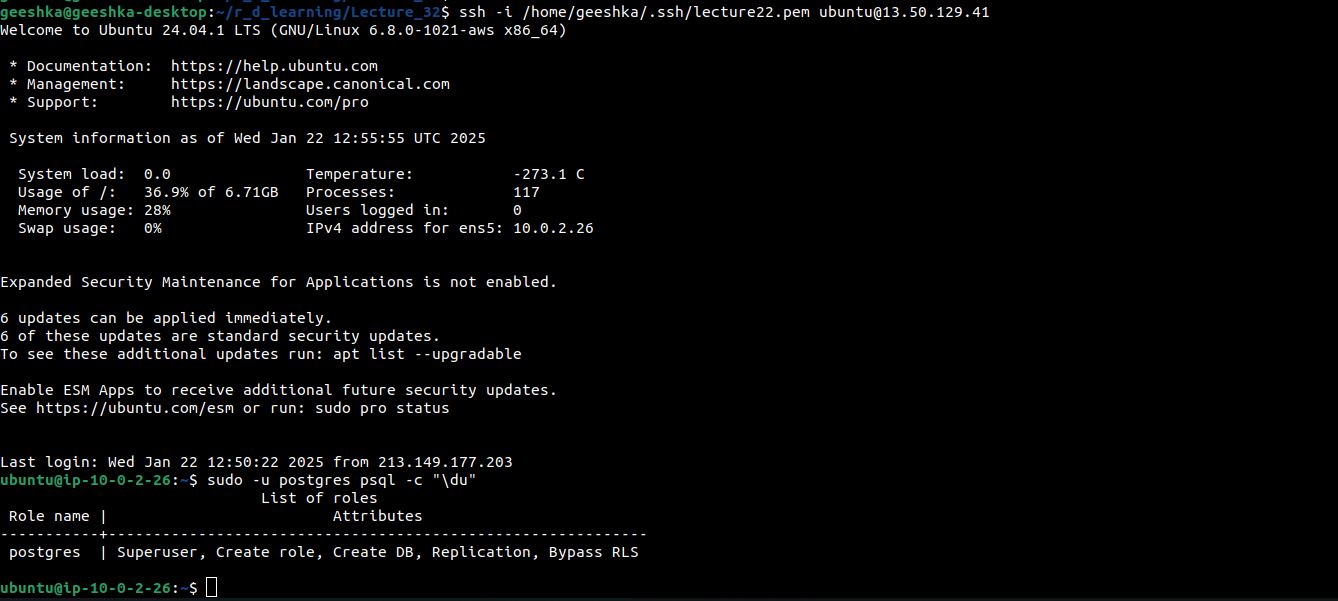 geeshka@geeshka-desktop:~/r_d_learning/Lecture_32$ ssh -i /home/geeshka/.ssh/lecture22.pem ubuntu@13.50.129.41
Welcome to Ubuntu 24.04.1 LTS (GNU/Linux 6.8.0-1021-aws x86_64)

 * Documentation:  https://help.ubuntu.com
 * Management:     https://landscape.canonical.com
 * Support:        https://ubuntu.com/pro

 System information as of Wed Jan 22 12:55:55 UTC 2025

  System load:  0.0               Temperature:           -273.1 C
  Usage of /:   36.9% of 6.71GB   Processes:             117
  Memory usage: 28%               Users logged in:       0
  Swap usage:   0%                IPv4 address for ens5: 10.0.2.26


Expanded Security Maintenance for Applications is not enabled.

6 updates can be applied immediately.
6 of these updates are standard security updates.
To see these additional updates run: apt list --upgradable

Enable ESM Apps to receive additional future security updates.
See https://ubuntu.com/esm or run: sudo pro status


Last login: Wed Jan 22 12:50:22 2025 from 213.149.177.203
ubuntu@ip-10-0-2-26:~$ sudo -u postgres psql -c "\du"
                             List of roles
 Role name |                         Attributes
-----------+------------------------------------------------------------
 postgres  | Superuser, Create role, Create DB, Replication, Bypass RLS

ubuntu@ip-10-0-2-26:~$